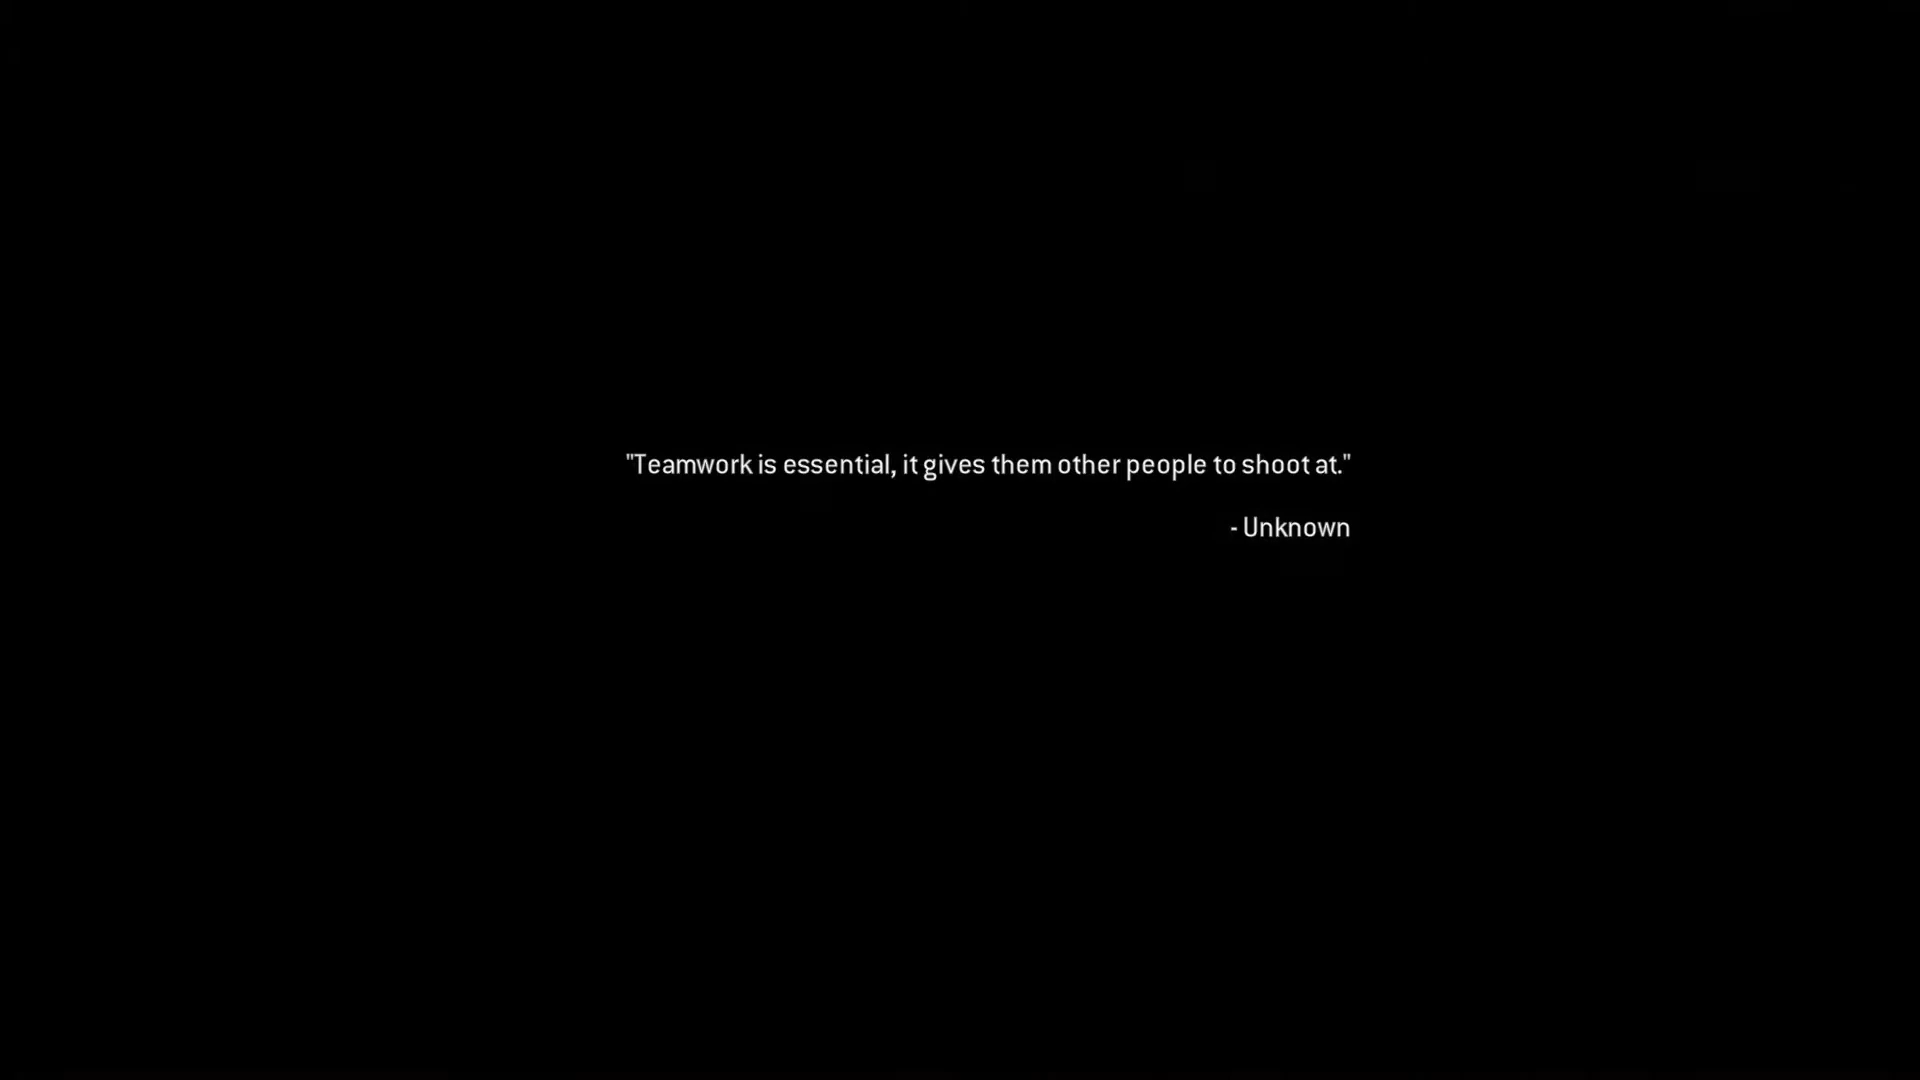 "Teamwork is essential, it gives them other people to shoot at."
- Unknown